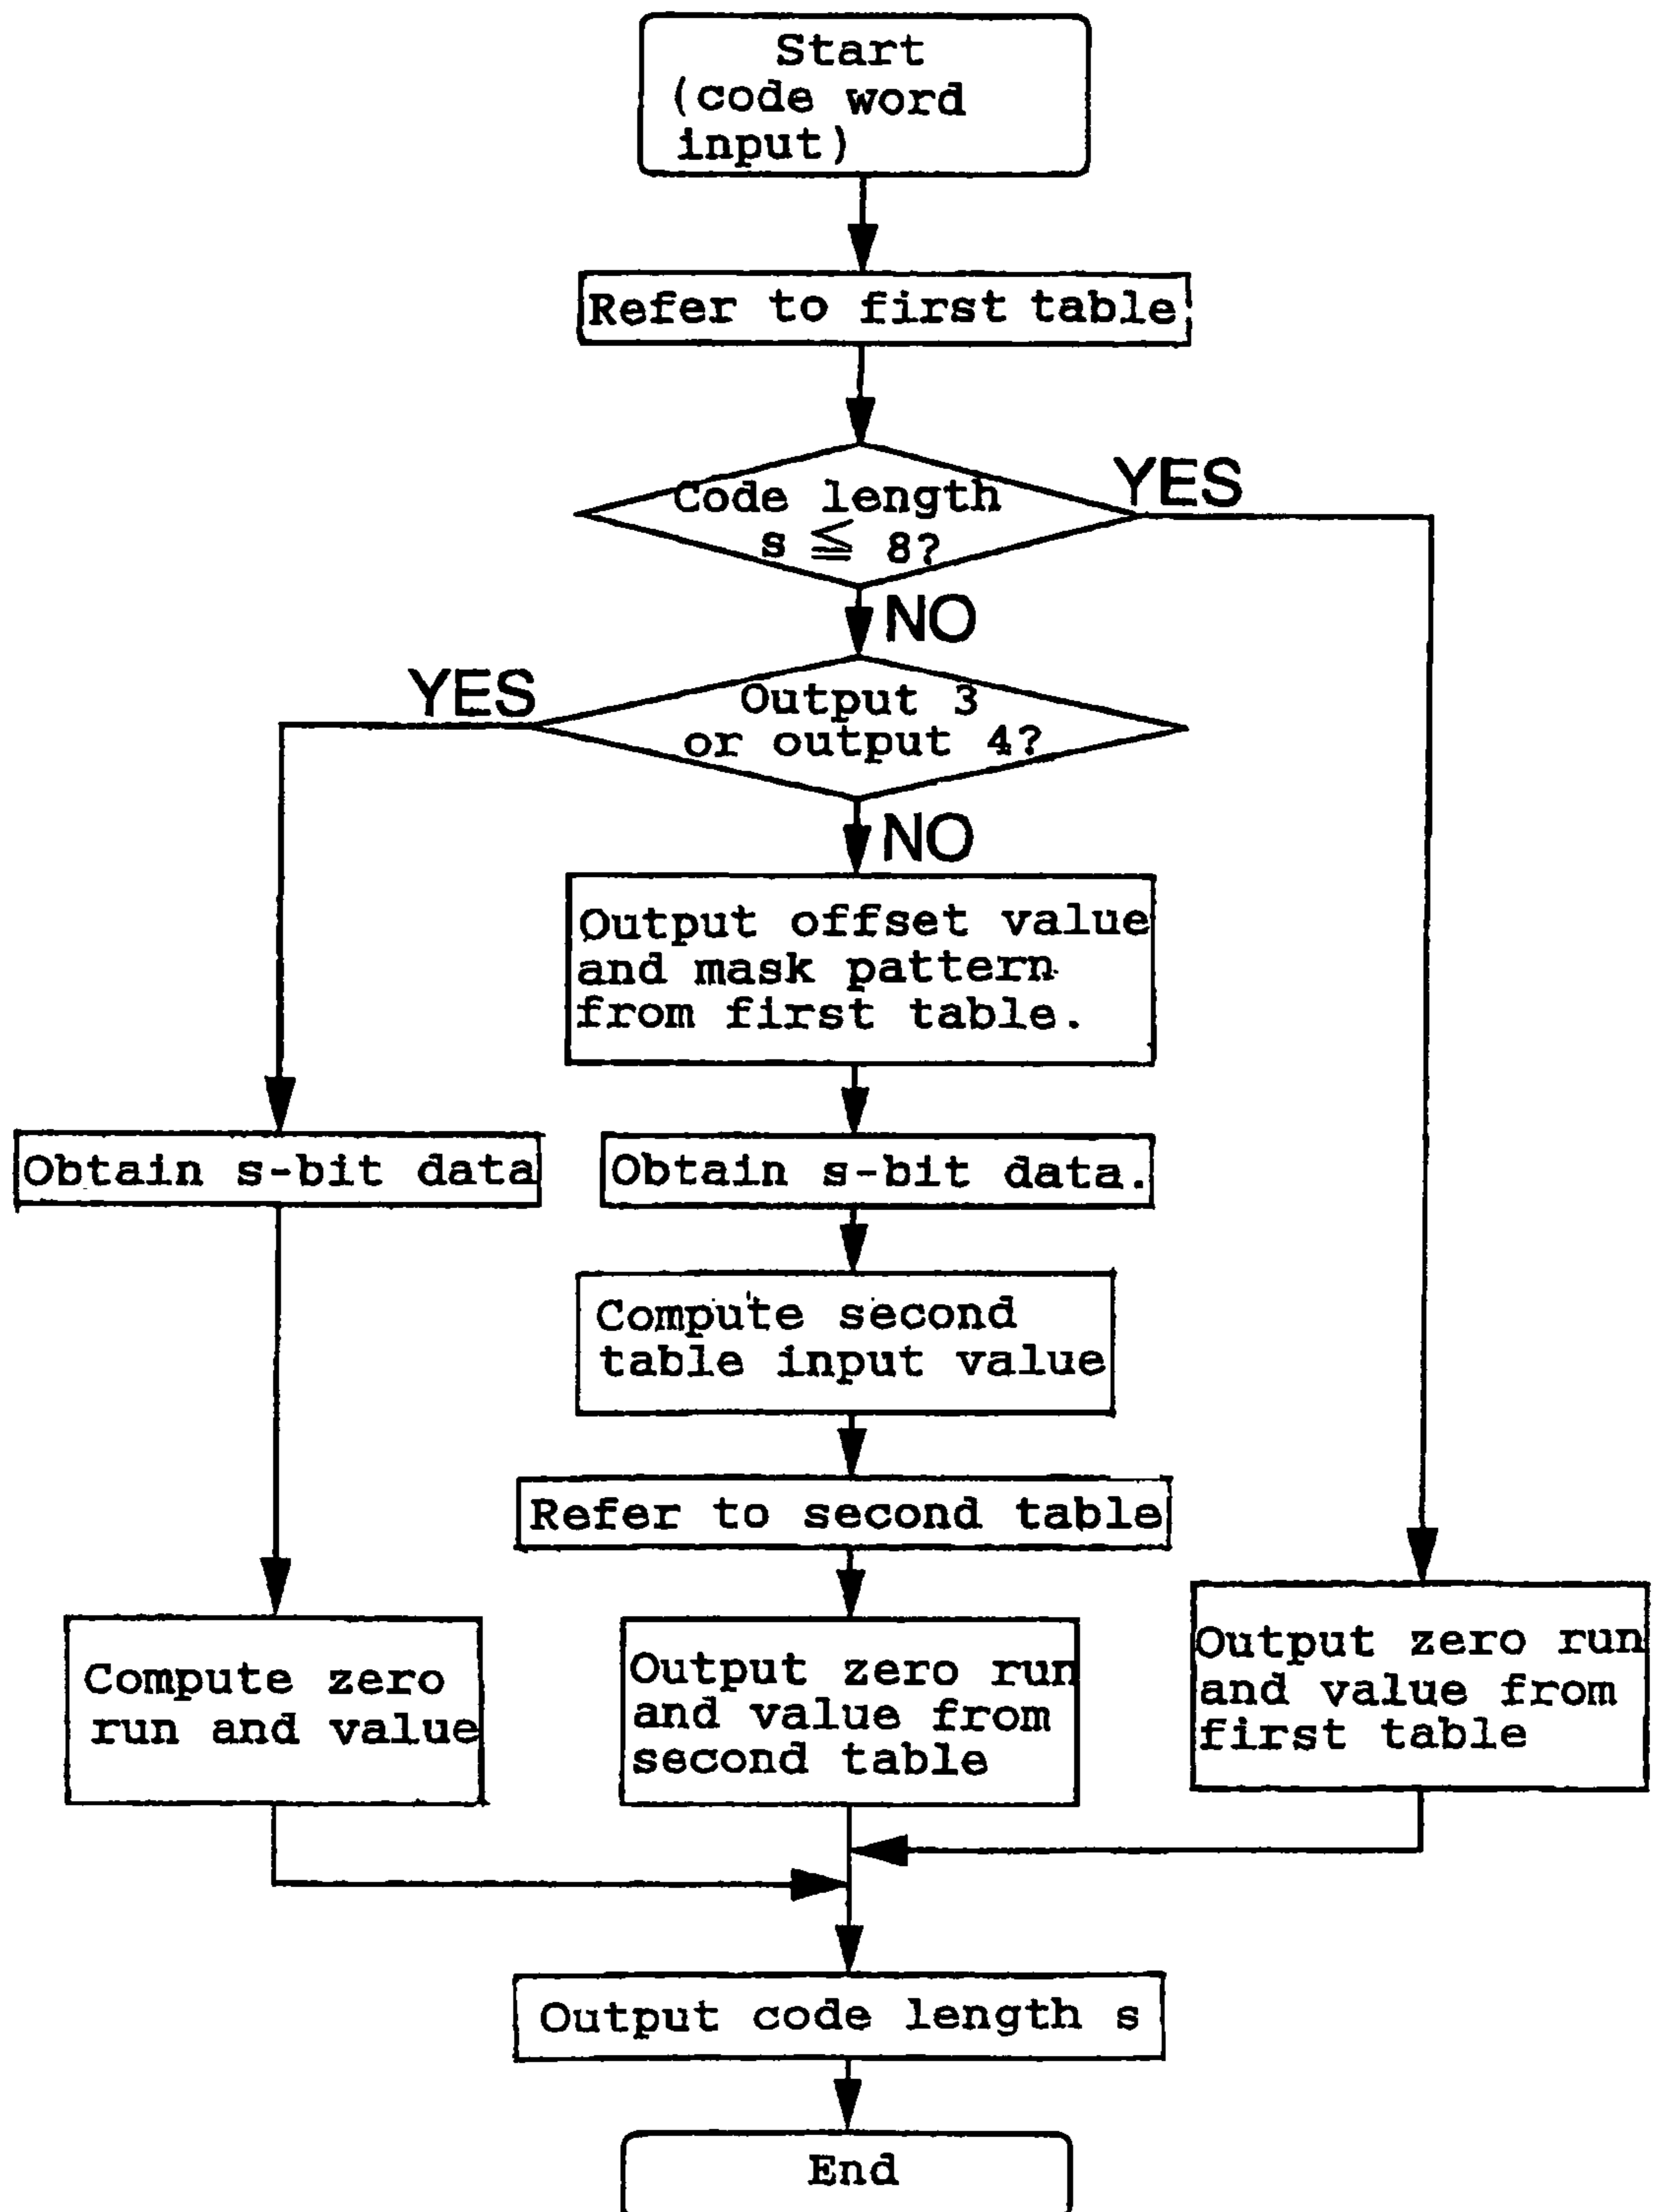 Start
(code word
input)
Refer to first table
Code length
s ≦ 8?
YES
NO
Output 3
or output 4?
YES
NO
Output offset value
and mask pattern
from first table.
Obtain s-bit data
Obtain s-bit data.
Compute second
table input value
Refer to second table
Compute zero
run and value
Output zero run
and value from
second table
Output zero run
and value from
first table
Output code length s
End